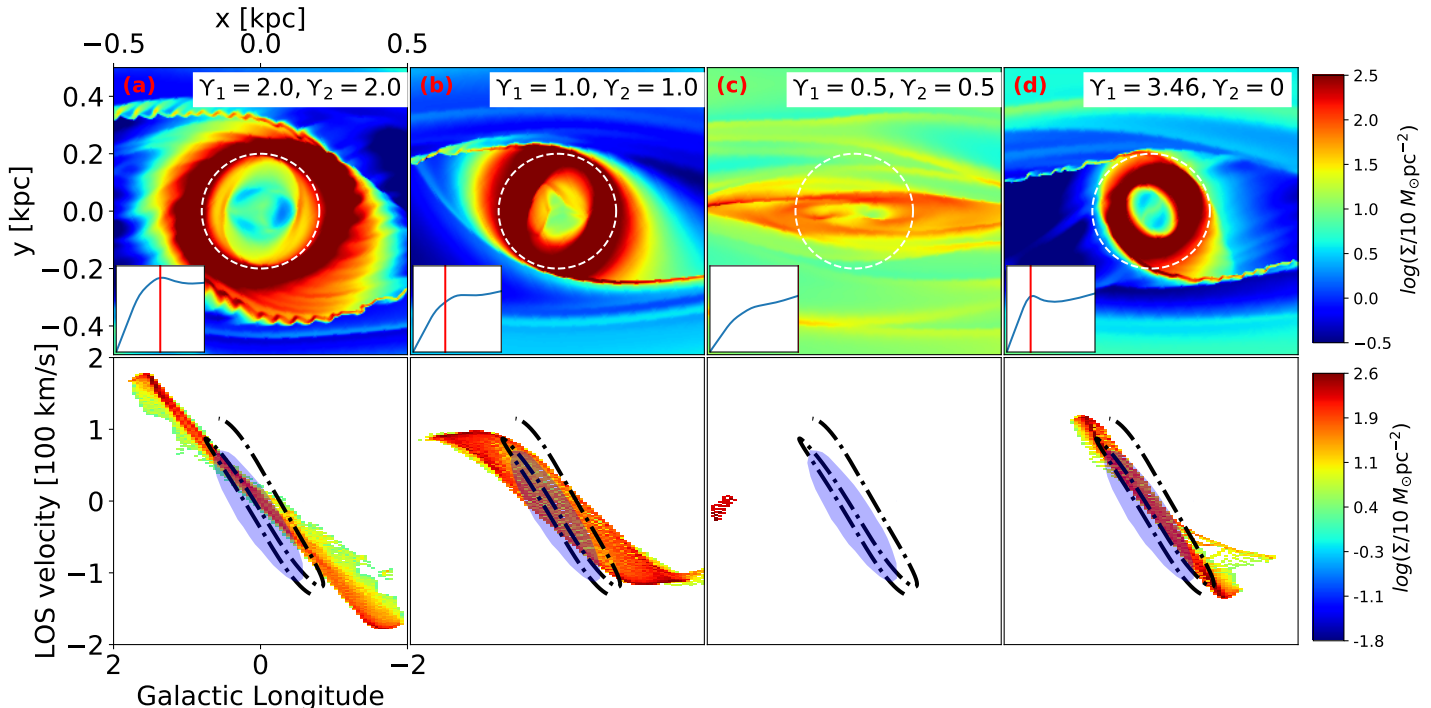 x [kpc]
−0.5 0.0 0.5
(a) ϒ₁ = 2.0, ϒ₂ = 2.0
(b) ϒ₁ = 1.0, ϒ₂ = 1.0
(c) ϒ₁ = 0.5, ϒ₂ = 0.5
(d) ϒ₁ = 3.46, ϒ₂ = 0
y [kpc]
0.4
0.2
0.0
−0.2
−0.4
2.5
2.0
1.5
1.0
0.5
0.0
−0.5
log(Σ/10 M⊙pc⁻²)
LOS velocity [100 km/s]
2
1
0
−1
−2
2 0 −2
Galactic Longitude
2.6
1.9
1.8
1.1
0.4
-0.3
-1.1
-1.8
log(Σ/10 M⊙pc⁻²)